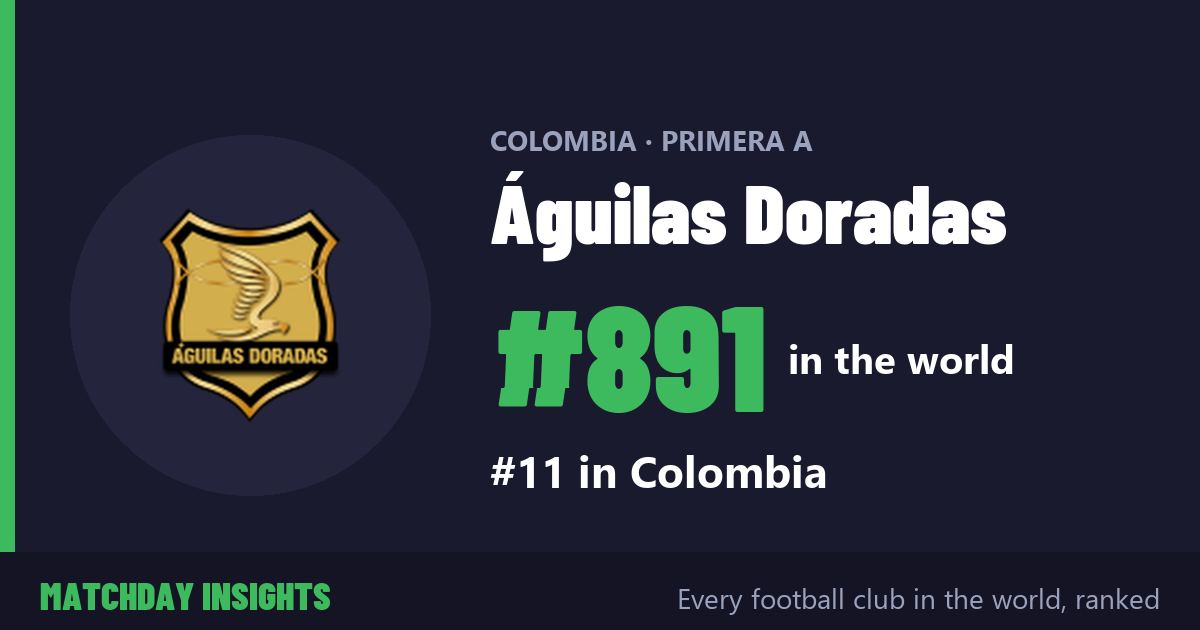 COLOMBIA · PRIMERA A
Águilas Doradas
#891 in the world
#11 in Colombia
ÁGUILAS DORADAS
MATCHDAY INSIGHTS
Every football club in the world, ranked